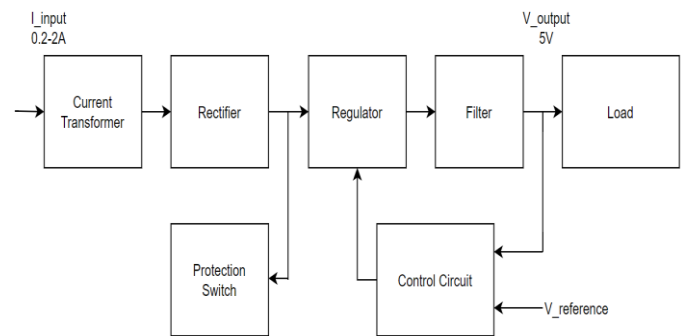 I_input
0.2-2A
V_output
5V
Current
Transformer
Rectifier
Regulator
Filter
Load
Protection
Switch
Control Circuit
V_reference